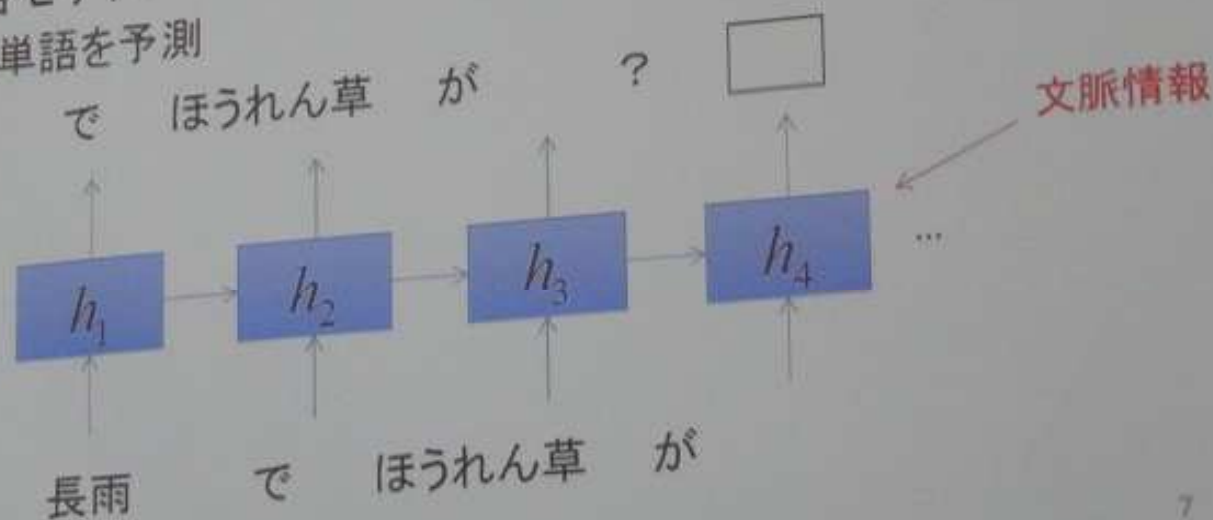 単語を予測
で ほうれん草 が ?
文脈情報
h₁ h₂ h₃ h₄ ...
長雨 で ほうれん草 が
7